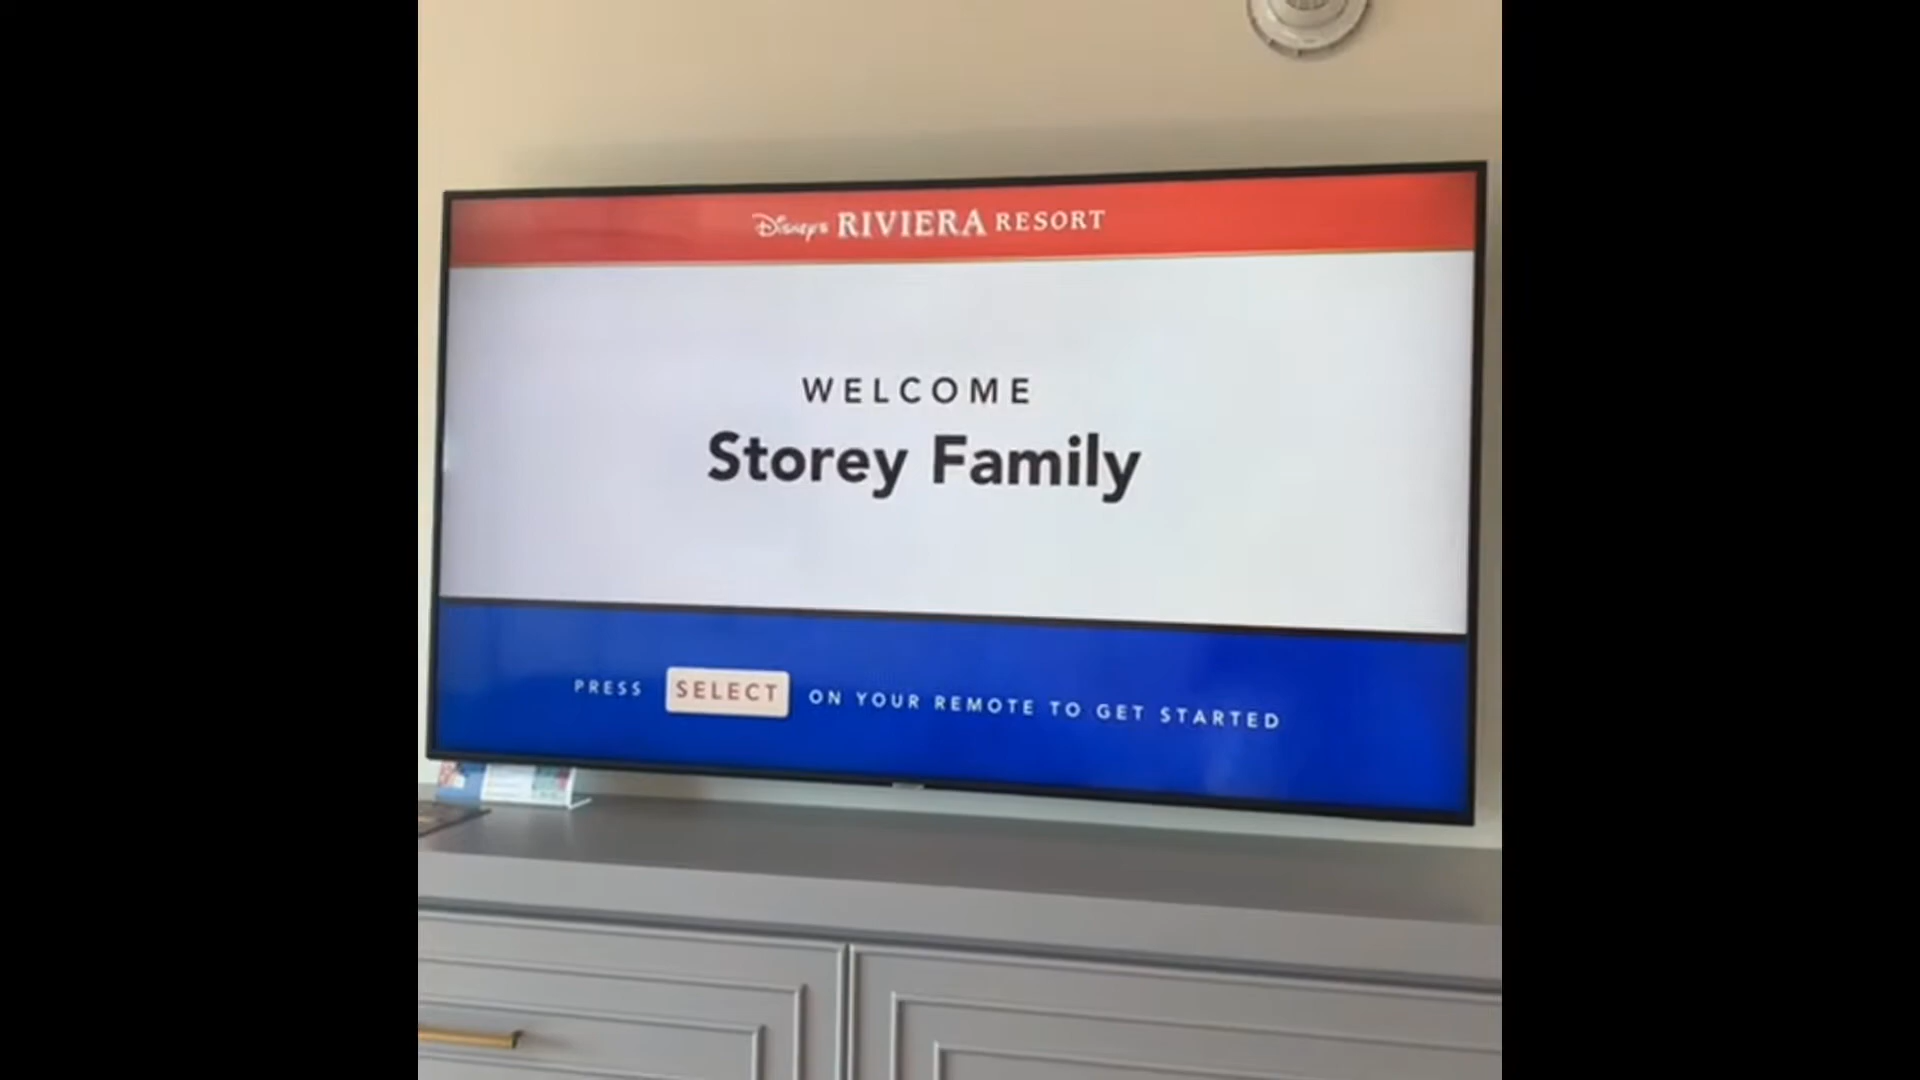 Disney's RIVIERA RESORT
WELCOME
Storey Family
PRESS SELECT ON YOUR REMOTE TO GET STARTED